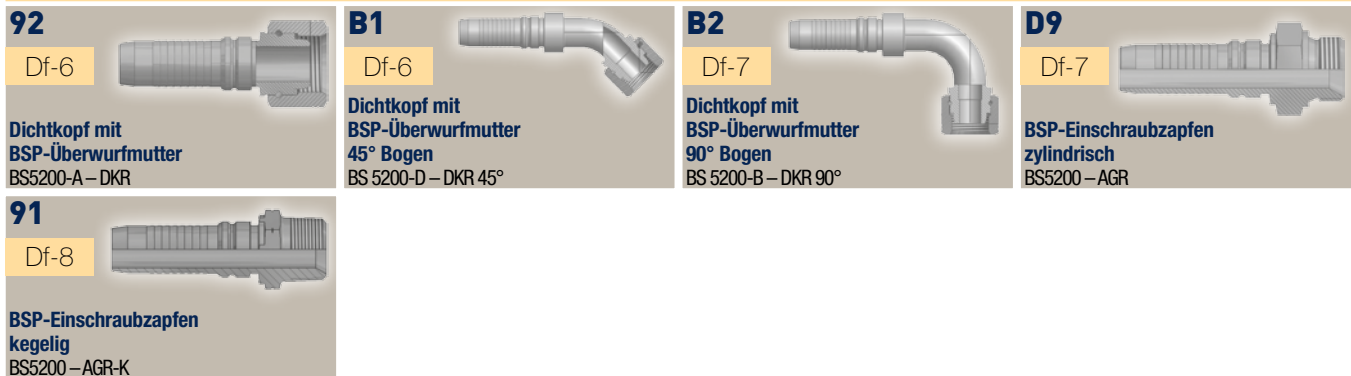 92
Df-6
Dichtkopf mit
BSP-Überwurfmutter
BS5200-A – DKR
B1
Df-6
Dichtkopf mit
BSP-Überwurfmutter
45° Bogen
BS 5200-D – DKR 45°
B2
Df-7
Dichtkopf mit
BSP-Überwurfmutter
90° Bogen
BS 5200-B – DKR 90°
D9
Df-7
BSP-Einschraubzapfen
zylindrisch
BS5200 – AGR
91
Df-8
BSP-Einschraubzapfen
kegelig
BS5200 – AGR-K